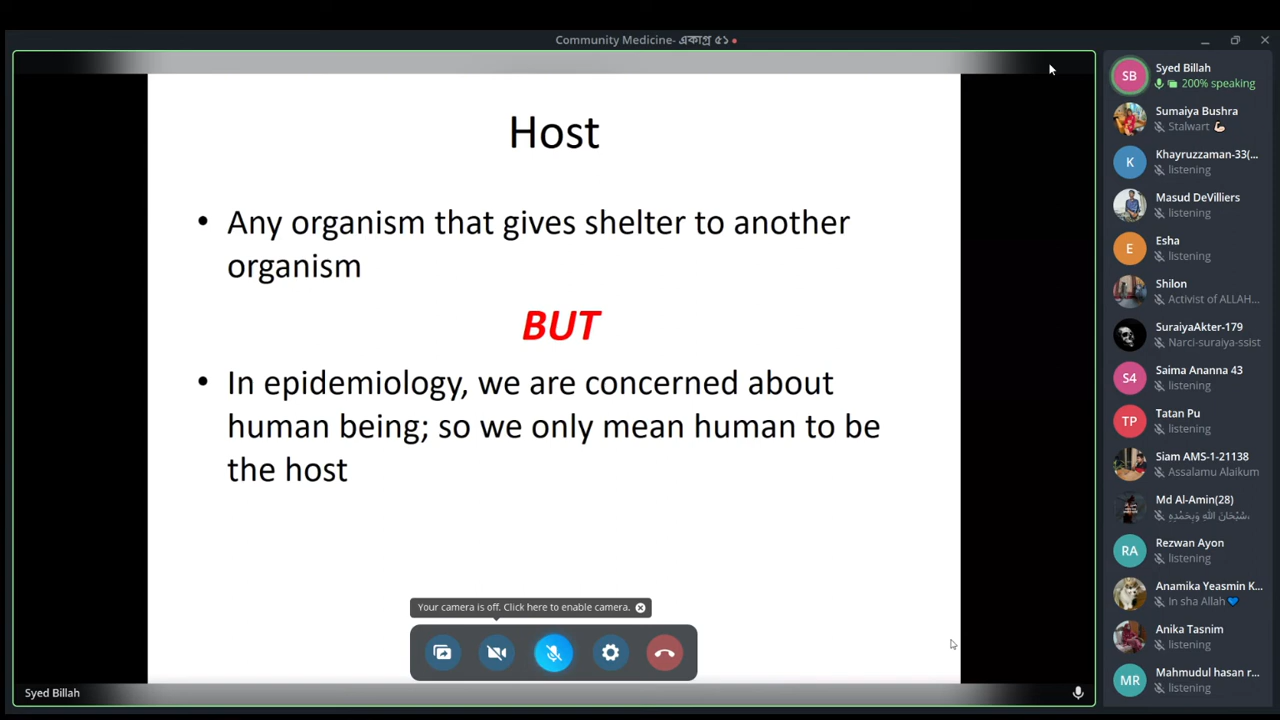 Community Medicine- একাগ্র ৫১
Host
• Any organism that gives shelter to another
organism
BUT
• In epidemiology, we are concerned about
human being; so we only mean human to be
the host
Your camera is off. Click here to enable camera.
Syed Billah
SB
Syed Billah
200% speaking
Sumaiya Bushra
Stalwart 💪🏻
K
Khayruzzaman-33(...
listening
Masud DeVilliers
listening
E
Esha
listening
Shilon
Activist of ALLAH...
SuraiyaAkter-179
Narci-suraiya-ssist
S4
Saima Ananna 43
listening
TP
Tatan Pu
listening
Siam AMS-1-21138
Assalamu Alaikum
Md Al-Amin(28)
سُبْحَانَ اللَّهِ وَبِحَمْدِهِ،
RA
Rezwan Ayon
listening
Anamika Yeasmin K...
In sha Allah 💙
Anika Tasnim
listening
MR
Mahmudul hasan r...
listening